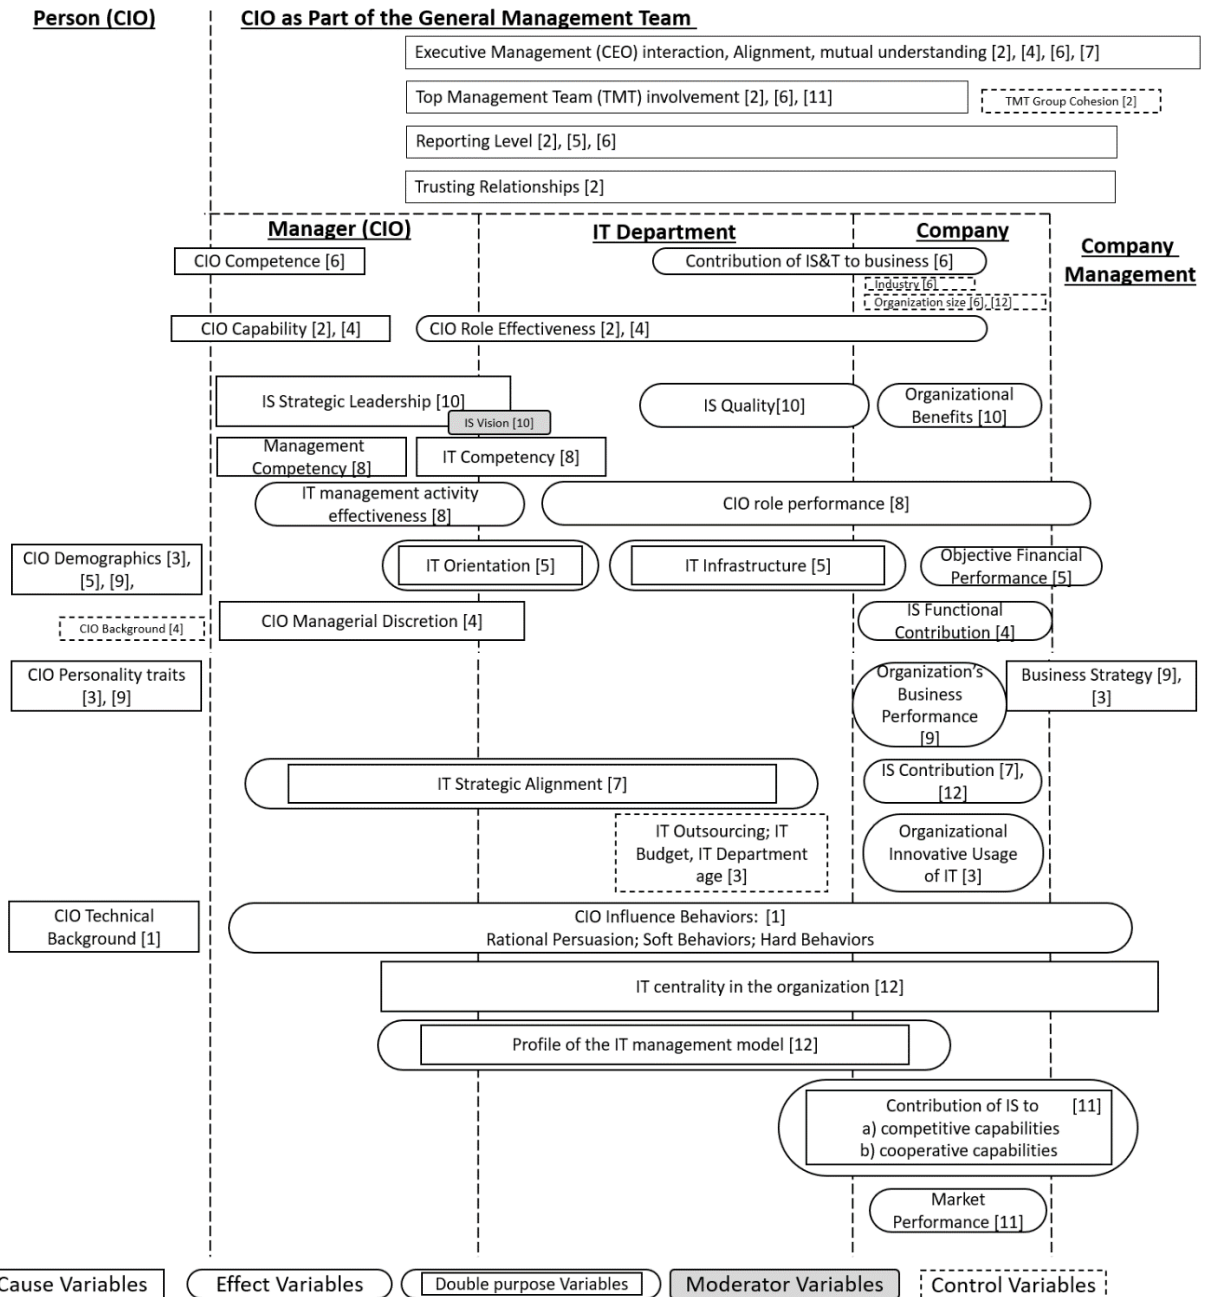 Person (CIO)
CIO as Part of the General Management Team
Executive Management (CEO) interaction, Alignment, mutual understanding [2], [4], [6], [7]
Top Management Team (TMT) involvement [2], [6], [11]
TMT Group Cohesion [2]
Reporting Level [2], [5], [6]
Trusting Relationships [2]
Manager (CIO)
IT Department
Company
Company
Management
CIO Competence [6]
Contribution of IS&T to business [6]
Industry [6]
Organization size [6], [12]
CIO Capability [2], [4]
CIO Role Effectiveness [2], [4]
IS Strategic Leadership [10]
IS Vision [10]
IS Quality[10]
Organizational
Benefits [10]
Management
Competency [8]
IT Competency [8]
IT management activity
effectiveness [8]
CIO role performance [8]
CIO Demographics [3],
[5], [9],
IT Orientation [5]
IT Infrastructure [5]
Objective Financial
Performance [5]
CIO Background [4]
CIO Managerial Discretion [4]
IS Functional
Contribution [4]
CIO Personality traits
[3], [9]
Organization's
Business
Performance
[9]
Business Strategy [9],
[3]
IT Strategic Alignment [7]
IS Contribution [7],
[12]
IT Outsourcing; IT
Budget, IT Department
age [3]
Organizational
Innovative Usage
of IT [3]
CIO Technical
Background [1]
CIO Influence Behaviors: [1]
Rational Persuasion; Soft Behaviors; Hard Behaviors
IT centrality in the organization [12]
Profile of the IT management model [12]
Contribution of IS to [11]
a) competitive capabilities
b) cooperative capabilities
Market
Performance [11]
Cause Variables
Effect Variables
Double purpose Variables
Moderator Variables
Control Variables